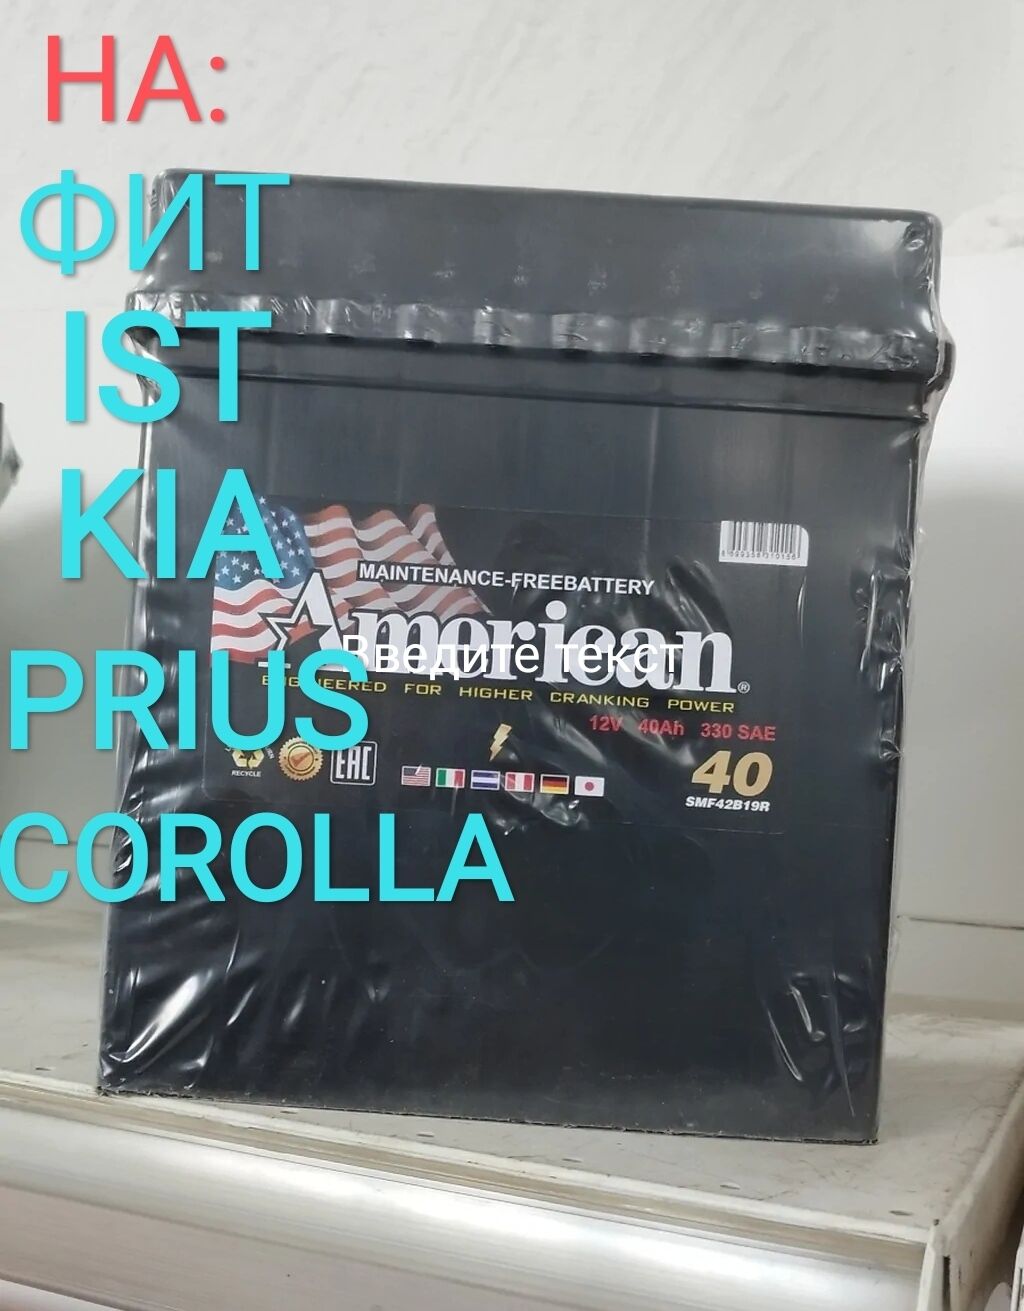 НА:
ФИТ
IST
KIA
PRIUS
COROLLA
MAINTENANCE-FREEBATTERY
American®
Введите текст
ENGINEERED FOR HIGHER CRANKING POWER
12V 40Ah 330 SAE
RECYCLE
EAC
40
SMF42B19R